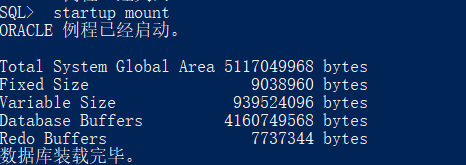 SQL> startup mount
ORACLE 例程已经启动。
Total System Global Area 5117049968 bytes
Fixed Size 9038960 bytes
Variable Size 939524096 bytes
Database Buffers 4160749568 bytes
Redo Buffers 7737344 bytes
数据库装载完毕。